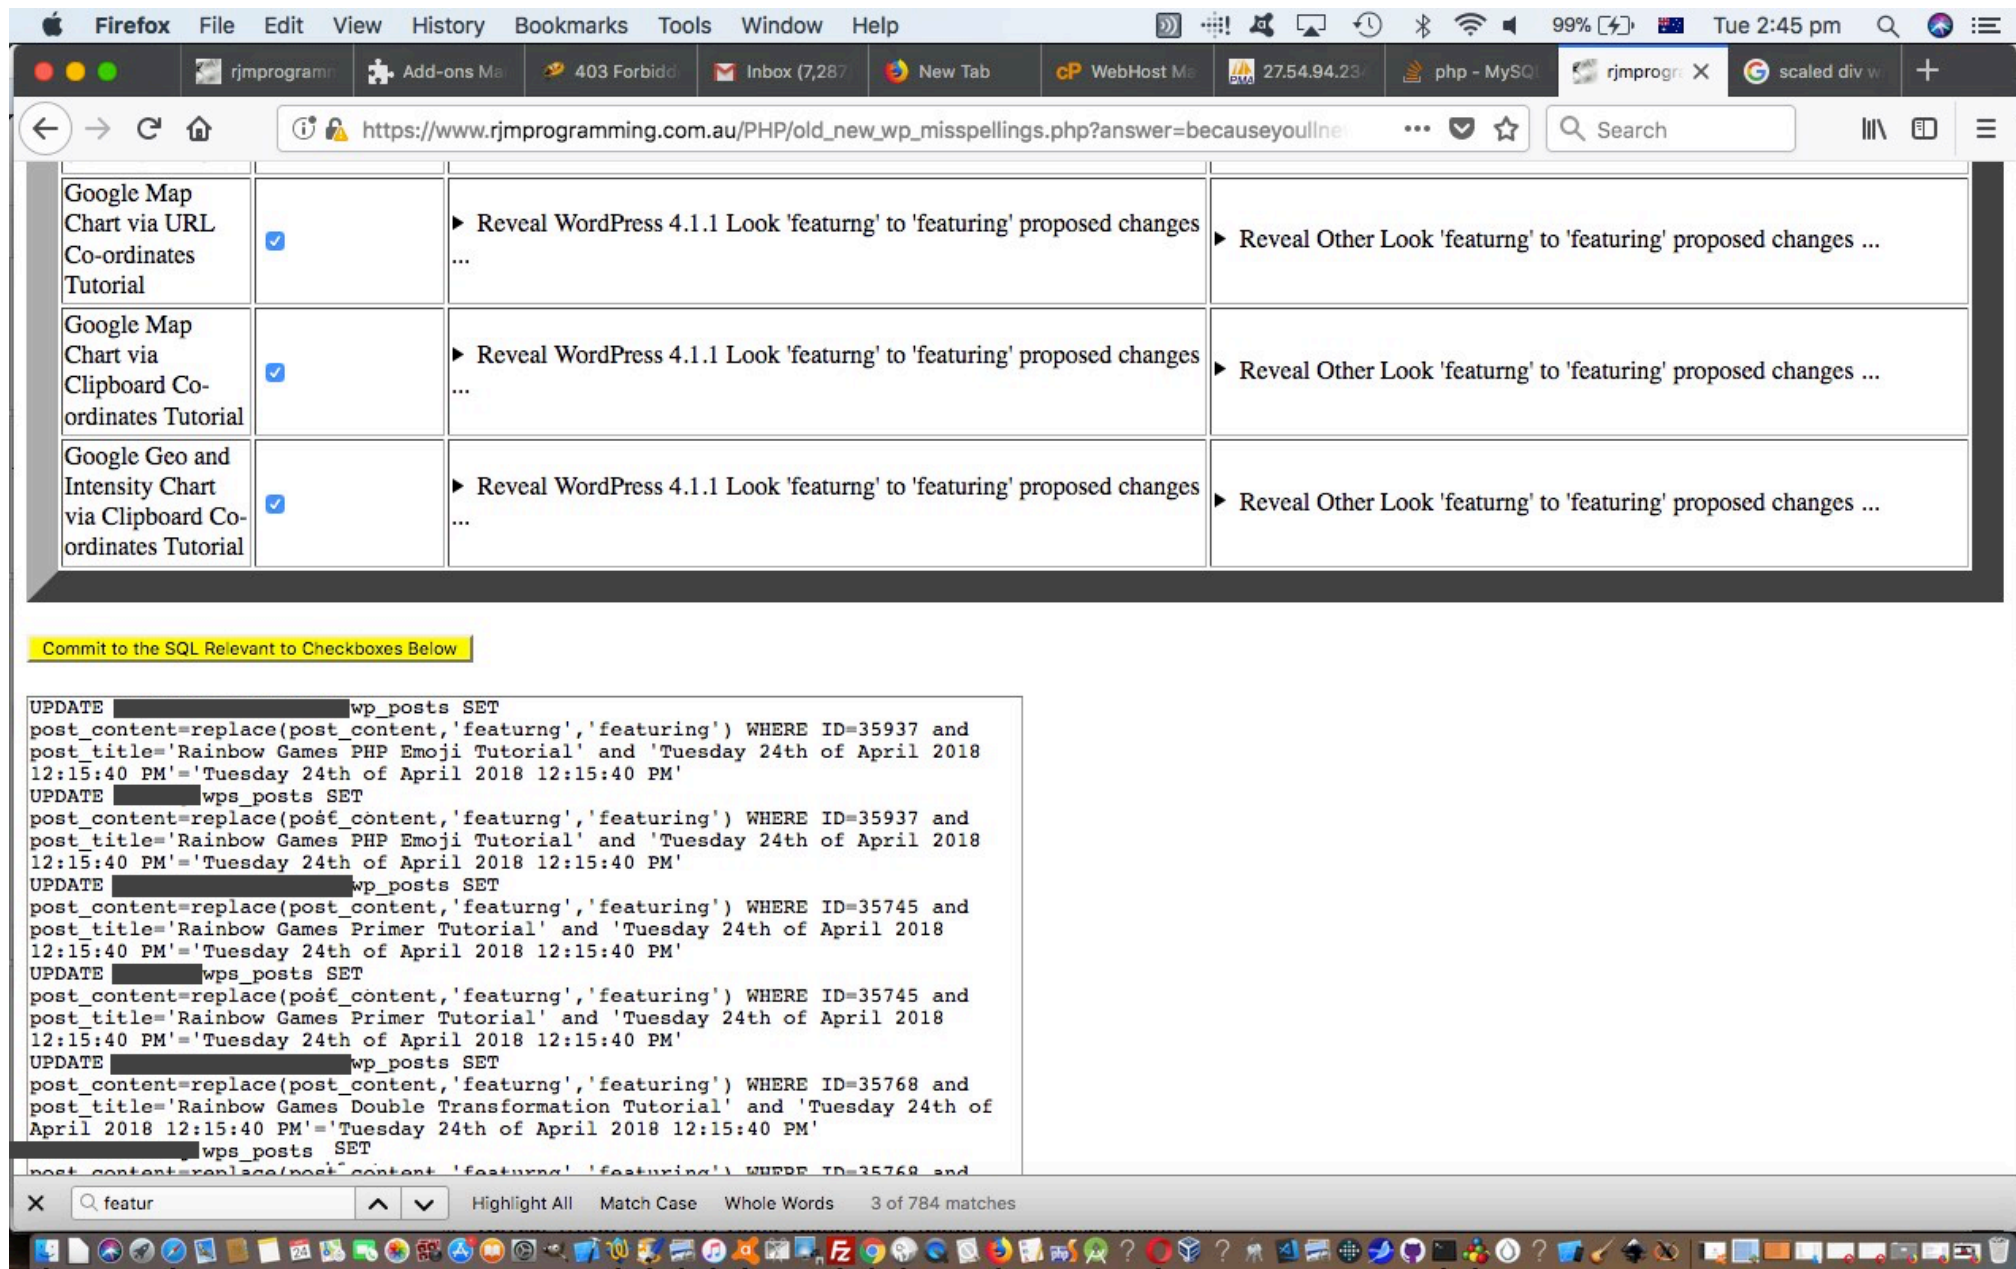 Firefox File Edit View History Bookmarks Tools Window Help 99% Tue 2:45 pm
rjmprogramm Add-ons Ma 403 Forbidd Inbox (7,287 New Tab cP WebHost Ma PMA 27.54.94.23 php - MySQL rjmprogra G scaled div w
https://www.rjmprogramming.com.au/PHP/old_new_wp_misspellings.php?answer=becauseyoullne Search
Google Map
Chart via URL
Co-ordinates
Tutorial
Reveal WordPress 4.1.1 Look 'featurng' to 'featuring' proposed changes
...
Reveal Other Look 'featurng' to 'featuring' proposed changes ...
Google Map
Chart via
Clipboard Co-
ordinates Tutorial
Reveal WordPress 4.1.1 Look 'featurng' to 'featuring' proposed changes
...
Reveal Other Look 'featurng' to 'featuring' proposed changes ...
Google Geo and
Intensity Chart
via Clipboard Co-
ordinates Tutorial
Reveal WordPress 4.1.1 Look 'featurng' to 'featuring' proposed changes
...
Reveal Other Look 'featurng' to 'featuring' proposed changes ...
Commit to the SQL Relevant to Checkboxes Below
UPDATE wp_posts SET
post_content=replace(post_content,'featurng','featuring') WHERE ID=35937 and
post_title='Rainbow Games PHP Emoji Tutorial' and 'Tuesday 24th of April 2018
12:15:40 PM'='Tuesday 24th of April 2018 12:15:40 PM'
UPDATE wps_posts SET
post_content=replace(post_content,'featurng','featuring') WHERE ID=35937 and
post_title='Rainbow Games PHP Emoji Tutorial' and 'Tuesday 24th of April 2018
12:15:40 PM'='Tuesday 24th of April 2018 12:15:40 PM'
UPDATE wp_posts SET
post_content=replace(post_content,'featurng','featuring') WHERE ID=35745 and
post_title='Rainbow Games Primer Tutorial' and 'Tuesday 24th of April 2018
12:15:40 PM'='Tuesday 24th of April 2018 12:15:40 PM'
UPDATE wps_posts SET
post_content=replace(post_content,'featurng','featuring') WHERE ID=35745 and
post_title='Rainbow Games Primer Tutorial' and 'Tuesday 24th of April 2018
12:15:40 PM'='Tuesday 24th of April 2018 12:15:40 PM'
UPDATE wp_posts SET
post_content=replace(post_content,'featurng','featuring') WHERE ID=35768 and
post_title='Rainbow Games Double Transformation Tutorial' and 'Tuesday 24th of
April 2018 12:15:40 PM'='Tuesday 24th of April 2018 12:15:40 PM'
wps_posts SET
post_content=replace(post_content,'featurng','featuring') WHERE ID=35768 and
featur Highlight All Match Case Whole Words 3 of 784 matches